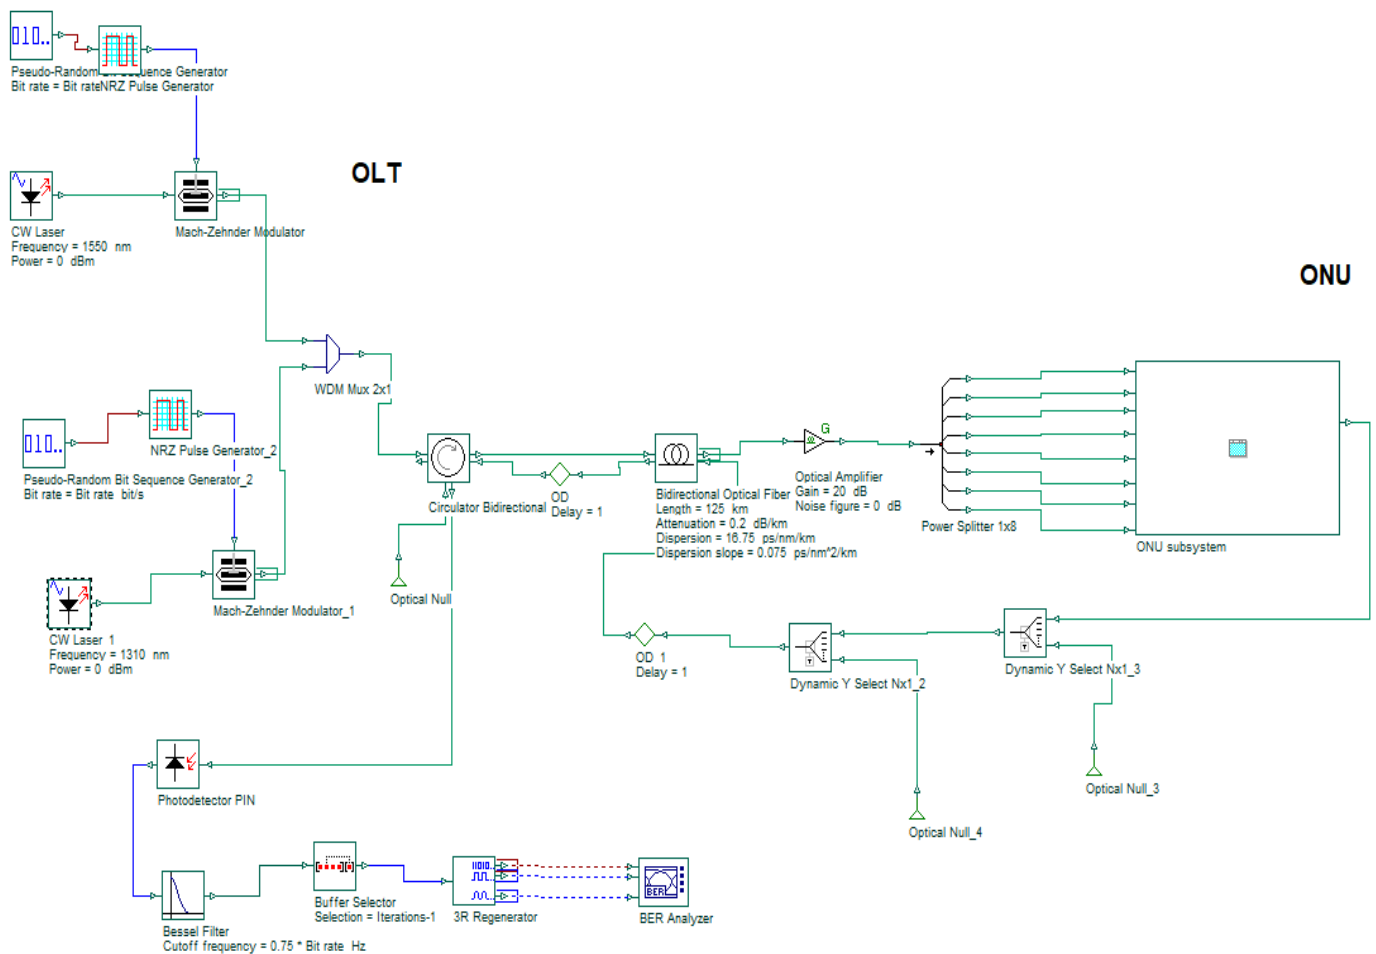 010..
Pseudo-Random Bit Sequence Generator
Bit rate = Bit rate
NRZ Pulse Generator
OLT
CW Laser
Frequency = 1550 nm
Power = 0 dBm
Mach-Zehnder Modulator
ONU
WDM Mux 2x1
010..
NRZ Pulse Generator_2
Pseudo-Random Bit Sequence Generator_2
Bit rate = Bit rate bit/s
Circulator Bidirectional
OD
Delay = 1
Bidirectional Optical Fiber
Length = 125 km
Attenuation = 0.2 dB/km
Dispersion = 16.75 ps/nm/km
Dispersion slope = 0.075 ps/nm^2/km
G
Optical Amplifier
Gain = 20 dB
Noise figure = 0 dB
Power Splitter 1x8
ONU subsystem
Mach-Zehnder Modulator_1
Optical Null
CW Laser 1
Frequency = 1310 nm
Power = 0 dBm
OD 1
Delay = 1
T
Dynamic Y Select Nx1_2
T
Dynamic Y Select Nx1_3
Optical Null_3
Optical Null_4
Photodetector PIN
Bessel Filter
Cutoff frequency = 0.75 * Bit rate Hz
Buffer Selector
Selection = Iterations-1
3R Regenerator
BER
BER Analyzer